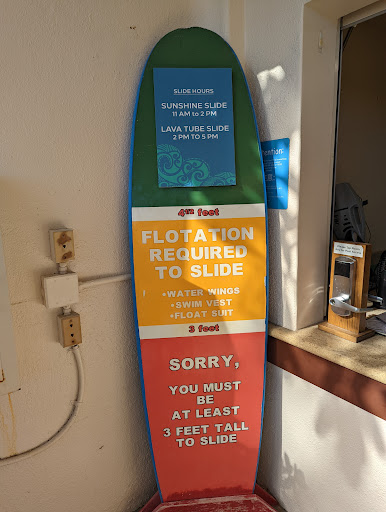 SLIDE HOURS
SUNSHINE SLIDE
11 AM to 2 PM
LAVA TUBE SLIDE
2 PM TO 5 PM
4 1/2 feet
FLOTATION
REQUIRED
TO SLIDE
•WATER WINGS
•SWIM VEST
•FLOAT SUIT
3 feet
SORRY,
YOU MUST
BE
AT LEAST
3 FEET TALL
TO SLIDE